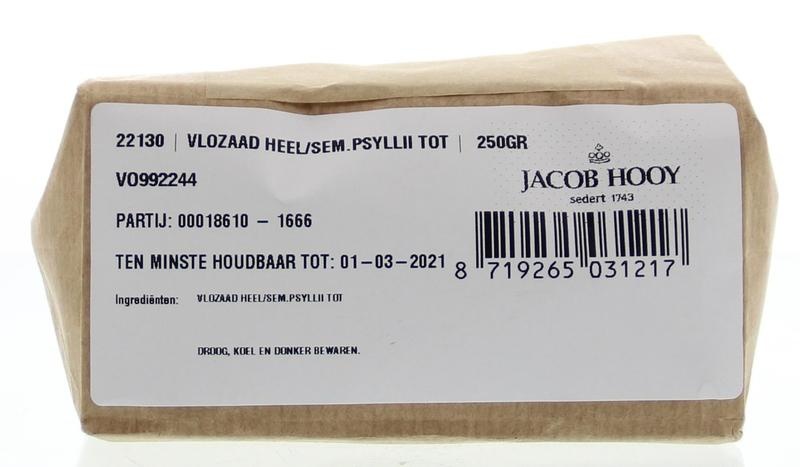 22130 | VLOZAAD HEEL/SEM.PSYLLII TOT | 250GR
VO992244
JACOB HOOY
sedert 1743
PARTIJ: 00018610 – 1666
TEN MINSTE HOUDBAAR TOT: 01–03–2021
8 719265 031217
Ingrediënten: VLOZAAD HEEL/SEM.PSYLLII TOT
DROOG, KOEL EN DONKER BEWAREN.